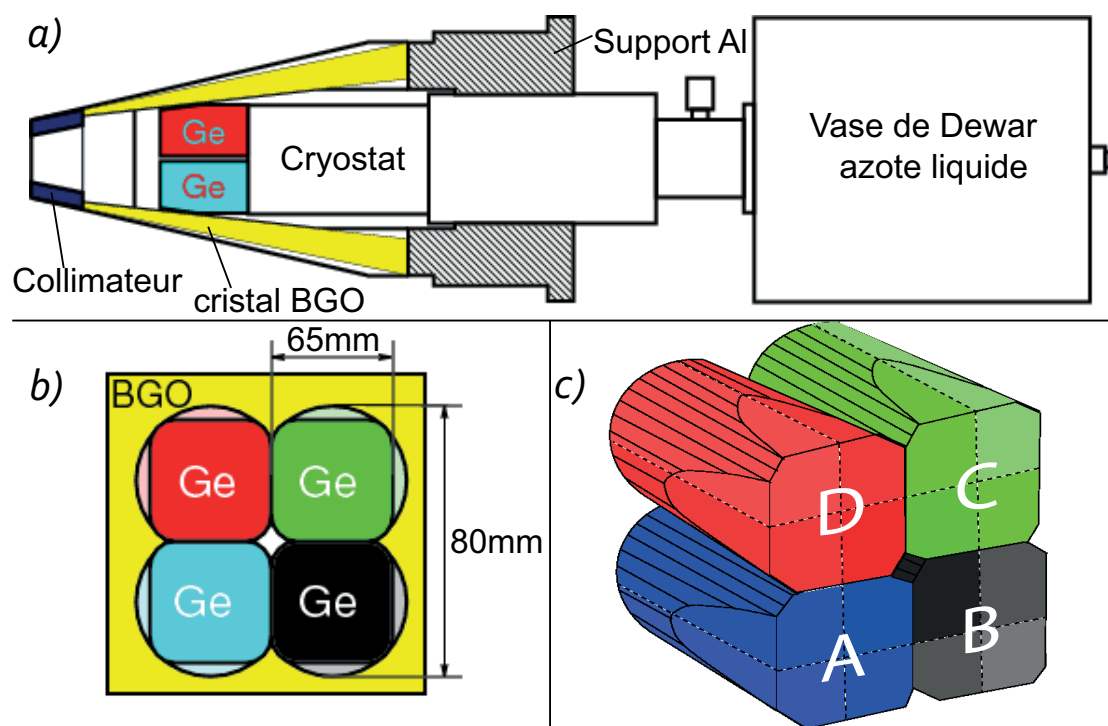 a)
Support Al
Ge
Ge
Cryostat
Vase de Dewar
azote liquide
Collimateur
cristal BGO
b)
65mm
BGO
Ge
Ge
80mm
Ge
Ge
c)
D
C
A
B